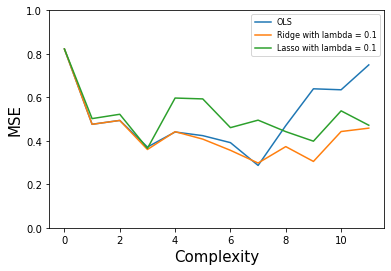 OLS
Ridge with lambda = 0.1
Lasso with lambda = 0.1
1.0
0.8
0.6
0.4
0.2
0.0
MSE
0 2 4 6 8 10
Complexity